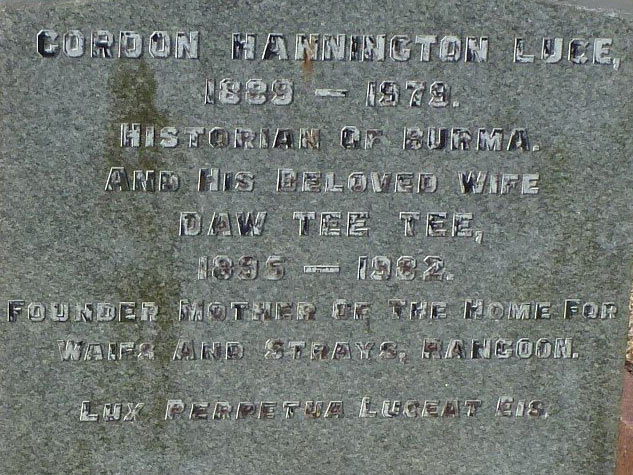 GORDON HANNINGTON LUCE,
1889 — 1979.
HISTORIAN OF BURMA.
AND HIS BELOVED WIFE
DAW TEE TEE,
1895 — 1982.
FOUNDER MOTHER OF THE HOME FOR
WAIFS AND STRAYS, RANGOON.
LUX PERPETUA LUCEAT EIS.